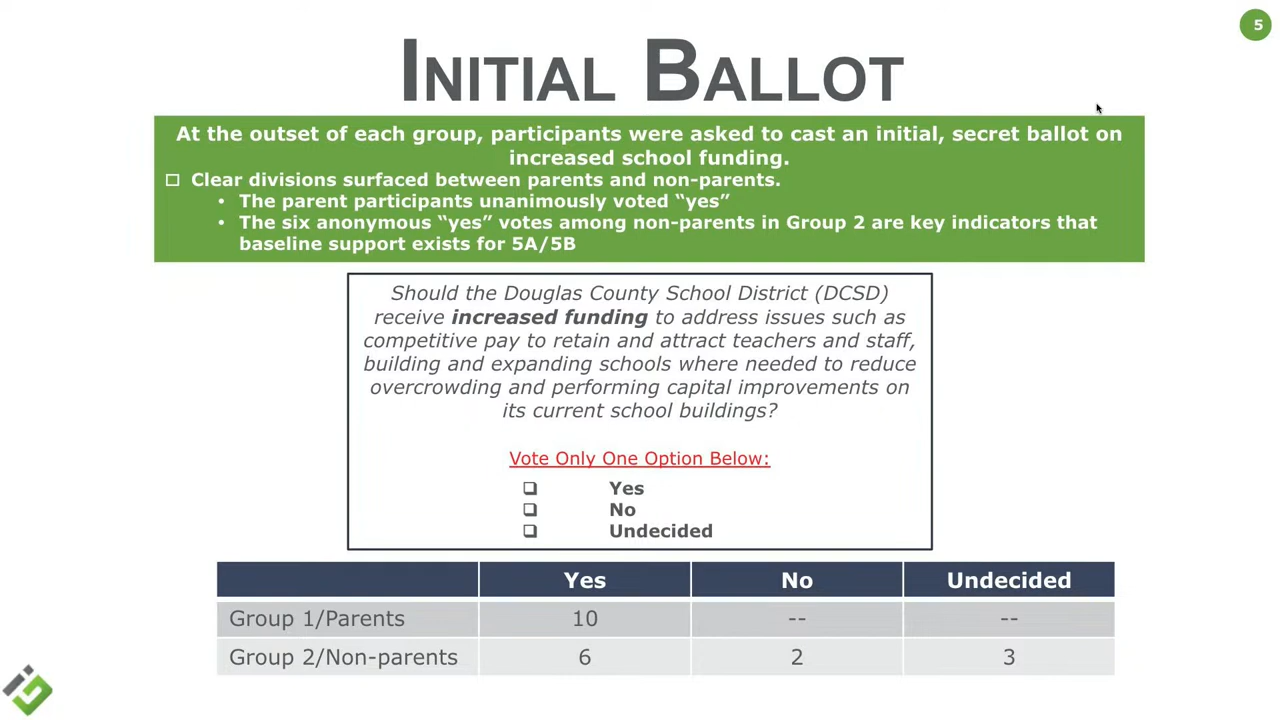 5
INITIAL BALLOT
At the outset of each group, participants were asked to cast an initial, secret ballot on
increased school funding.
☐ Clear divisions surfaced between parents and non-parents.
• The parent participants unanimously voted “yes”
• The six anonymous “yes” votes among non-parents in Group 2 are key indicators that
baseline support exists for 5A/5B
Should the Douglas County School District (DCSD)
receive increased funding to address issues such as
competitive pay to retain and attract teachers and staff,
building and expanding schools where needed to reduce
overcrowding and performing capital improvements on
its current school buildings?
Vote Only One Option Below:
❑ Yes
❑ No
❑ Undecided
Yes No Undecided
Group 1/Parents 10 -- --
Group 2/Non-parents 6 2 3